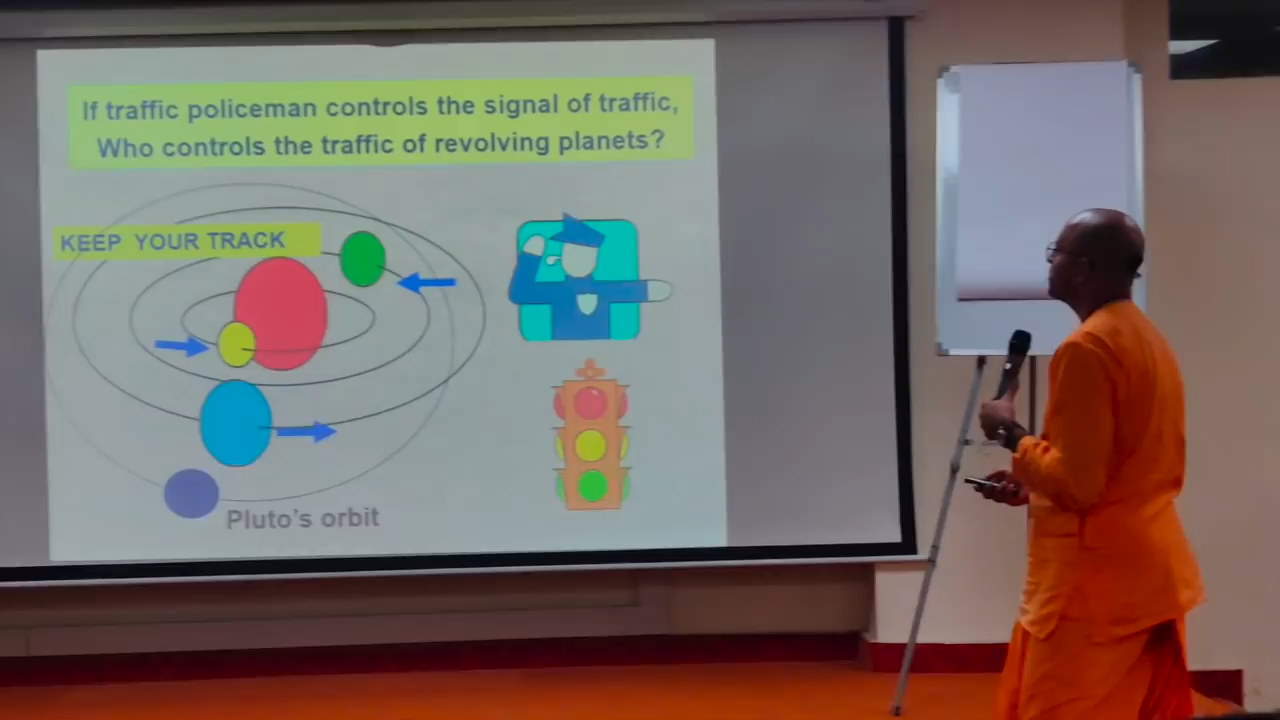 If traffic policeman controls the signal of traffic,
Who controls the traffic of revolving planets?
KEEP YOUR TRACK
Pluto's orbit